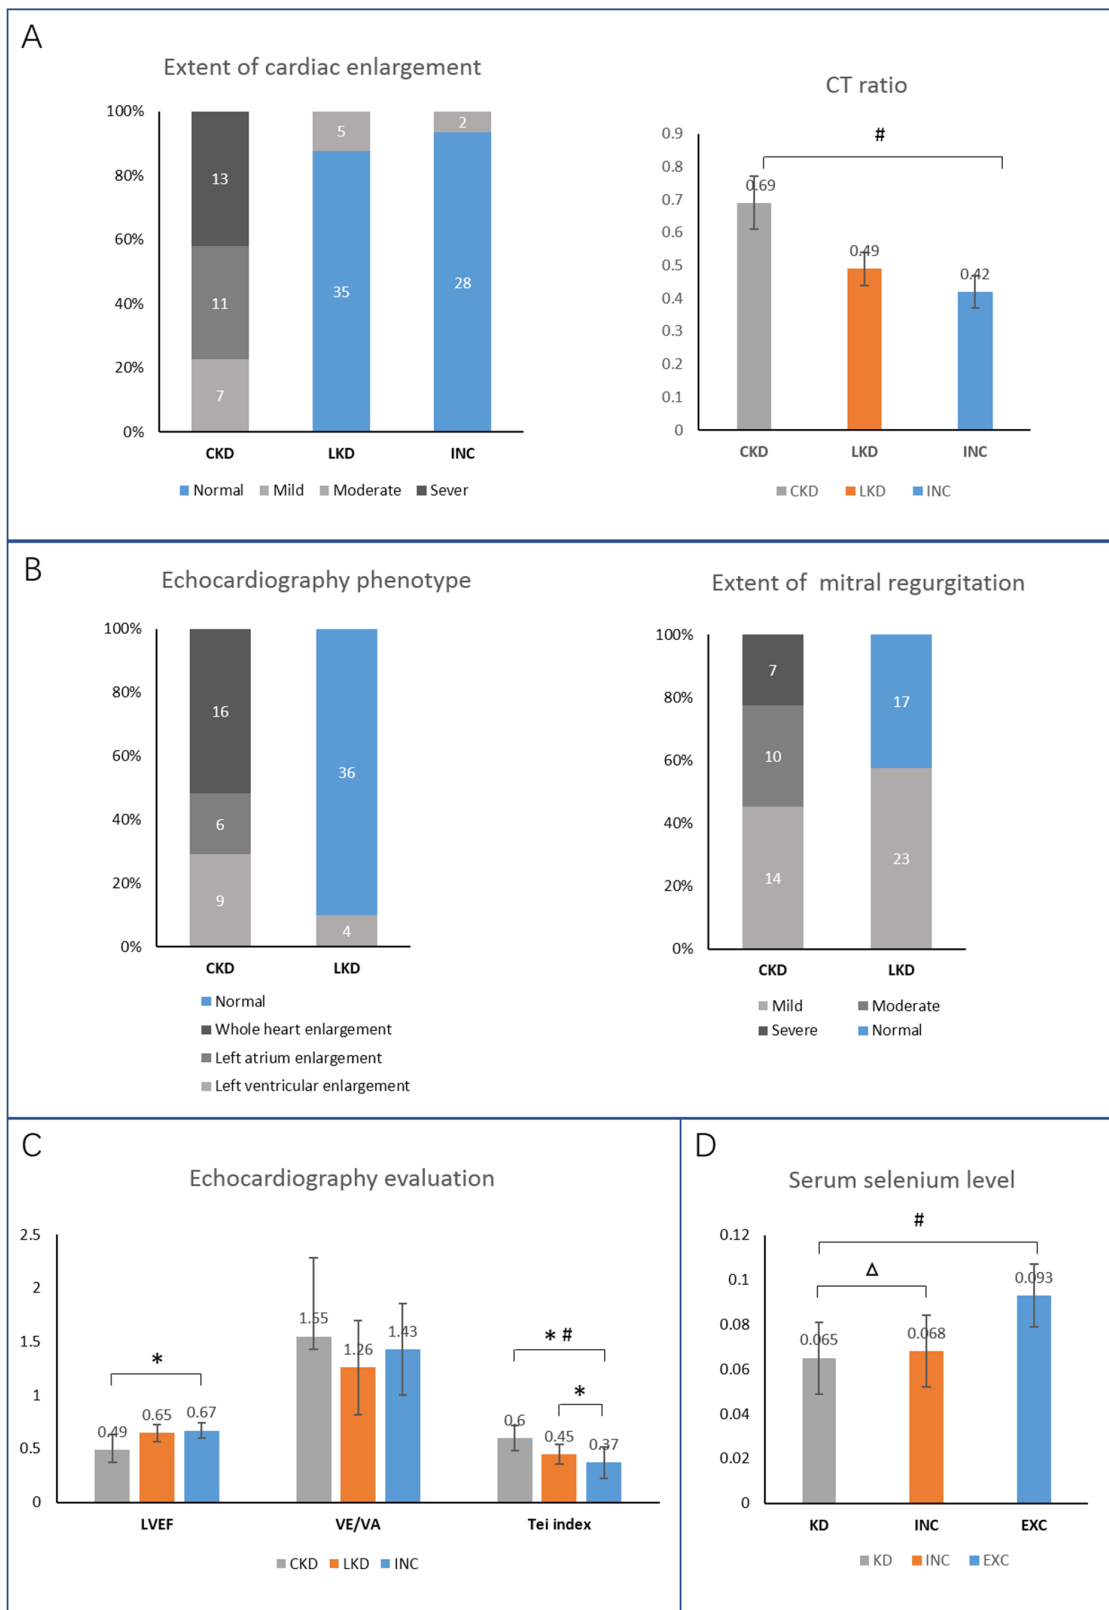 A
Extent of cardiac enlargement
100%
80%
60%
40%
20%
0%
13
11
7
5
35
2
28
CKD LKD INC
Normal Mild Moderate Sever
CT ratio
#
0.9
0.8
0.7
0.6
0.5
0.4
0.3
0.2
0.1
0
0.69
0.49
0.42
CKD LKD INC
CKD LKD INC
B
Echocardiography phenotype
100%
80%
60%
40%
20%
0%
16
6
9
36
4
CKD LKD
Normal
Whole heart enlargement
Left atrium enlargement
Left ventricular enlargement
Extent of mitral regurgitation
100%
80%
60%
40%
20%
0%
7
10
14
17
23
CKD LKD
Mild Moderate
Severe Normal
C
Echocardiography evaluation
2.5
2
1.5
1
0.5
0
*
0.49 0.65 0.67
1.55 1.26 1.43
* #
*
0.6 0.45 0.37
LVEF VE/VA Tei index
CKD LKD INC
D
Serum selenium level
#
Δ
0.12
0.1
0.08
0.06
0.04
0.02
0
0.065
0.068
0.093
KD INC EXC
KD INC EXC